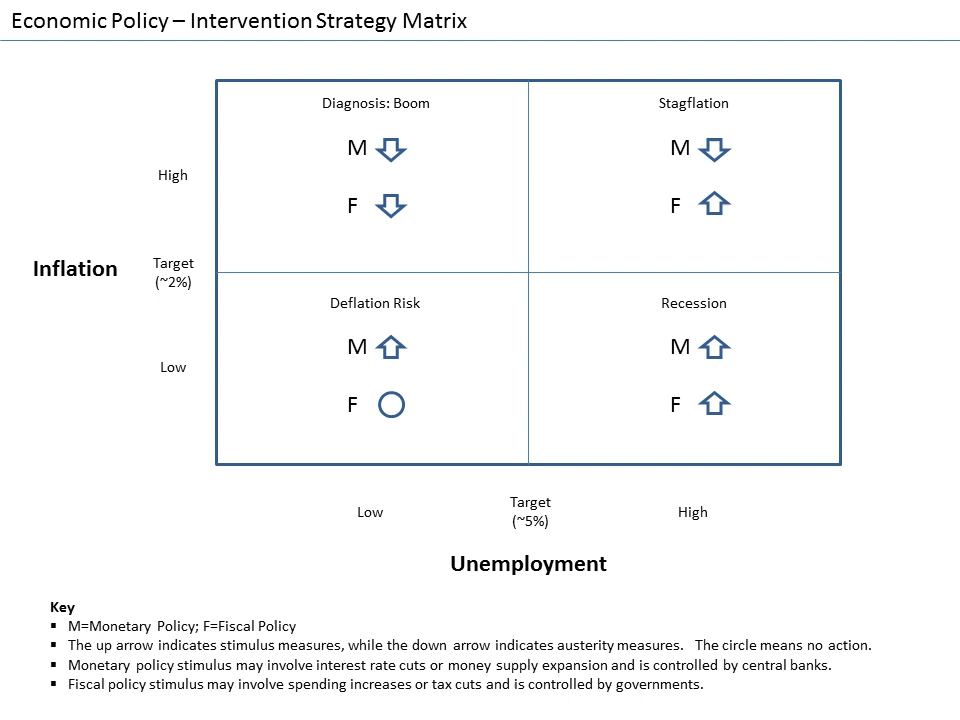 Economic Policy – Intervention Strategy Matrix
Diagnosis: Boom
Stagflation
M
M
High
F
F
Inflation
Target
(~2%)
Deflation Risk
Recession
M
M
Low
F
F
Low
Target
(~5%)
High
Unemployment
Key
▪ M=Monetary Policy; F=Fiscal Policy
▪ The up arrow indicates stimulus measures, while the down arrow indicates austerity measures. The circle means no action.
▪ Monetary policy stimulus may involve interest rate cuts or money supply expansion and is controlled by central banks.
▪ Fiscal policy stimulus may involve spending increases or tax cuts and is controlled by governments.